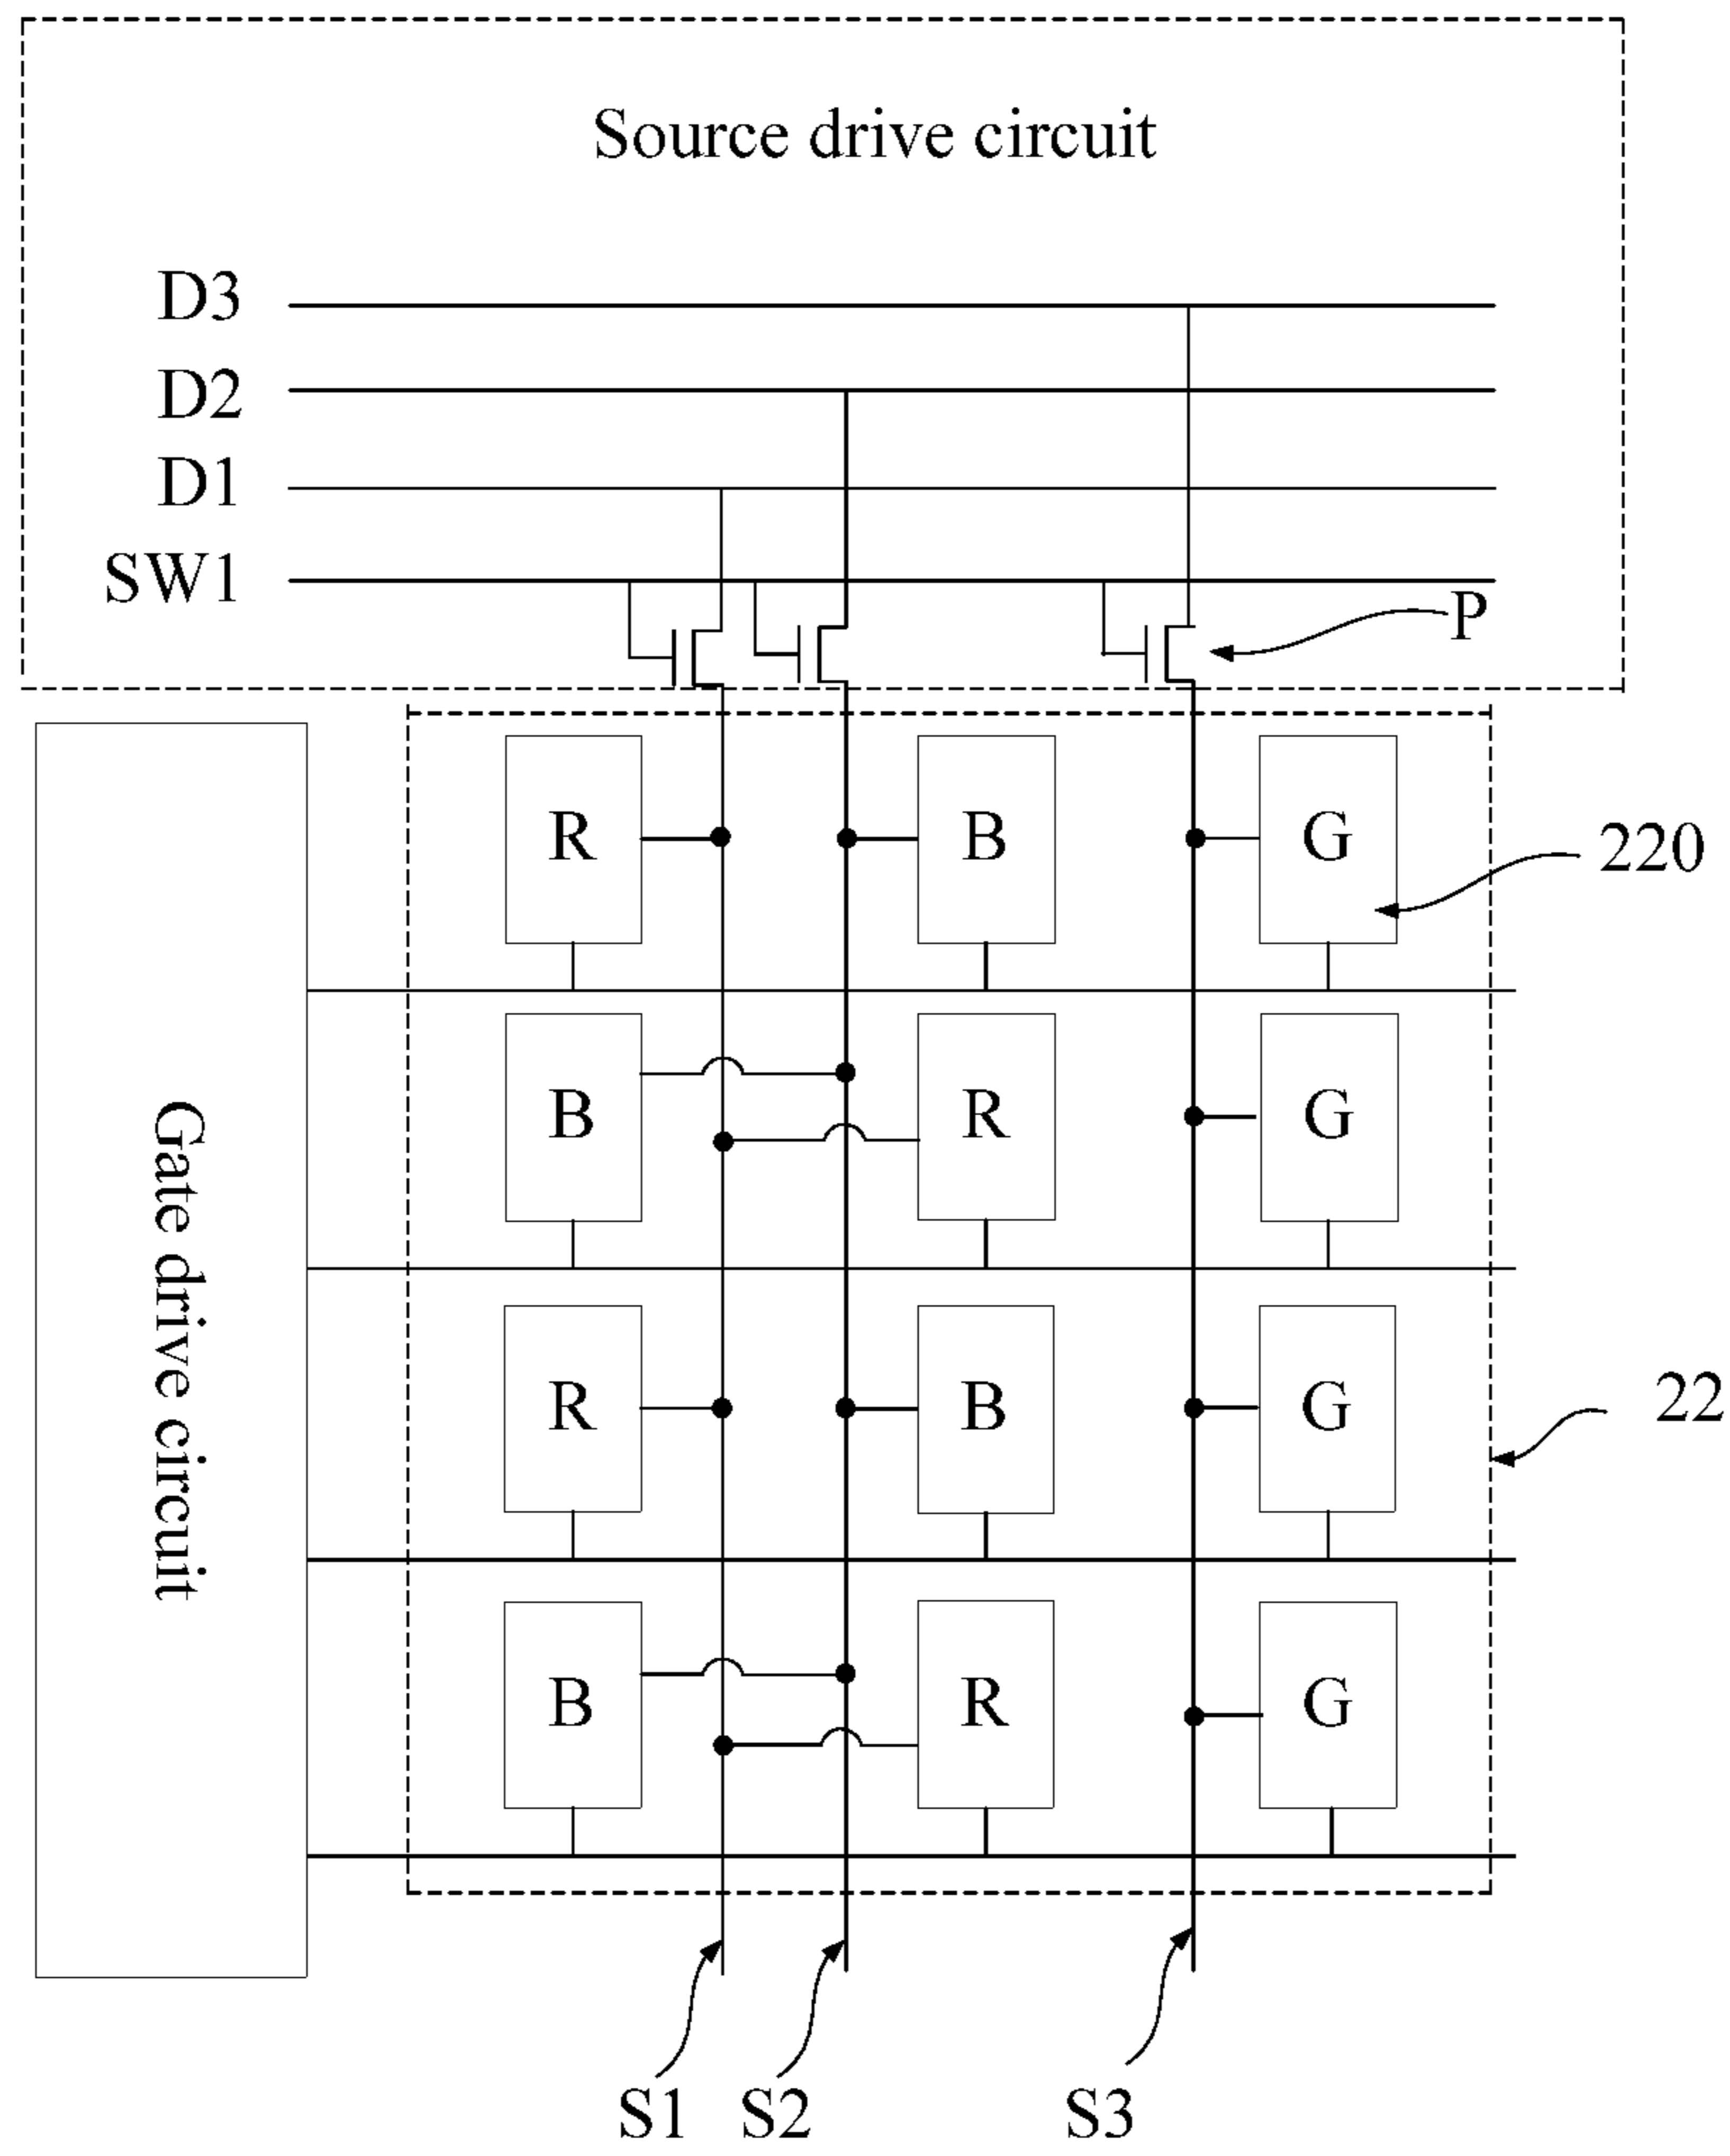 Source drive circuit
D3
D2
D1
SW1
P
R B G
220
B R G
Gate drive circuit
R B G
22
B R G
S1 S2 S3